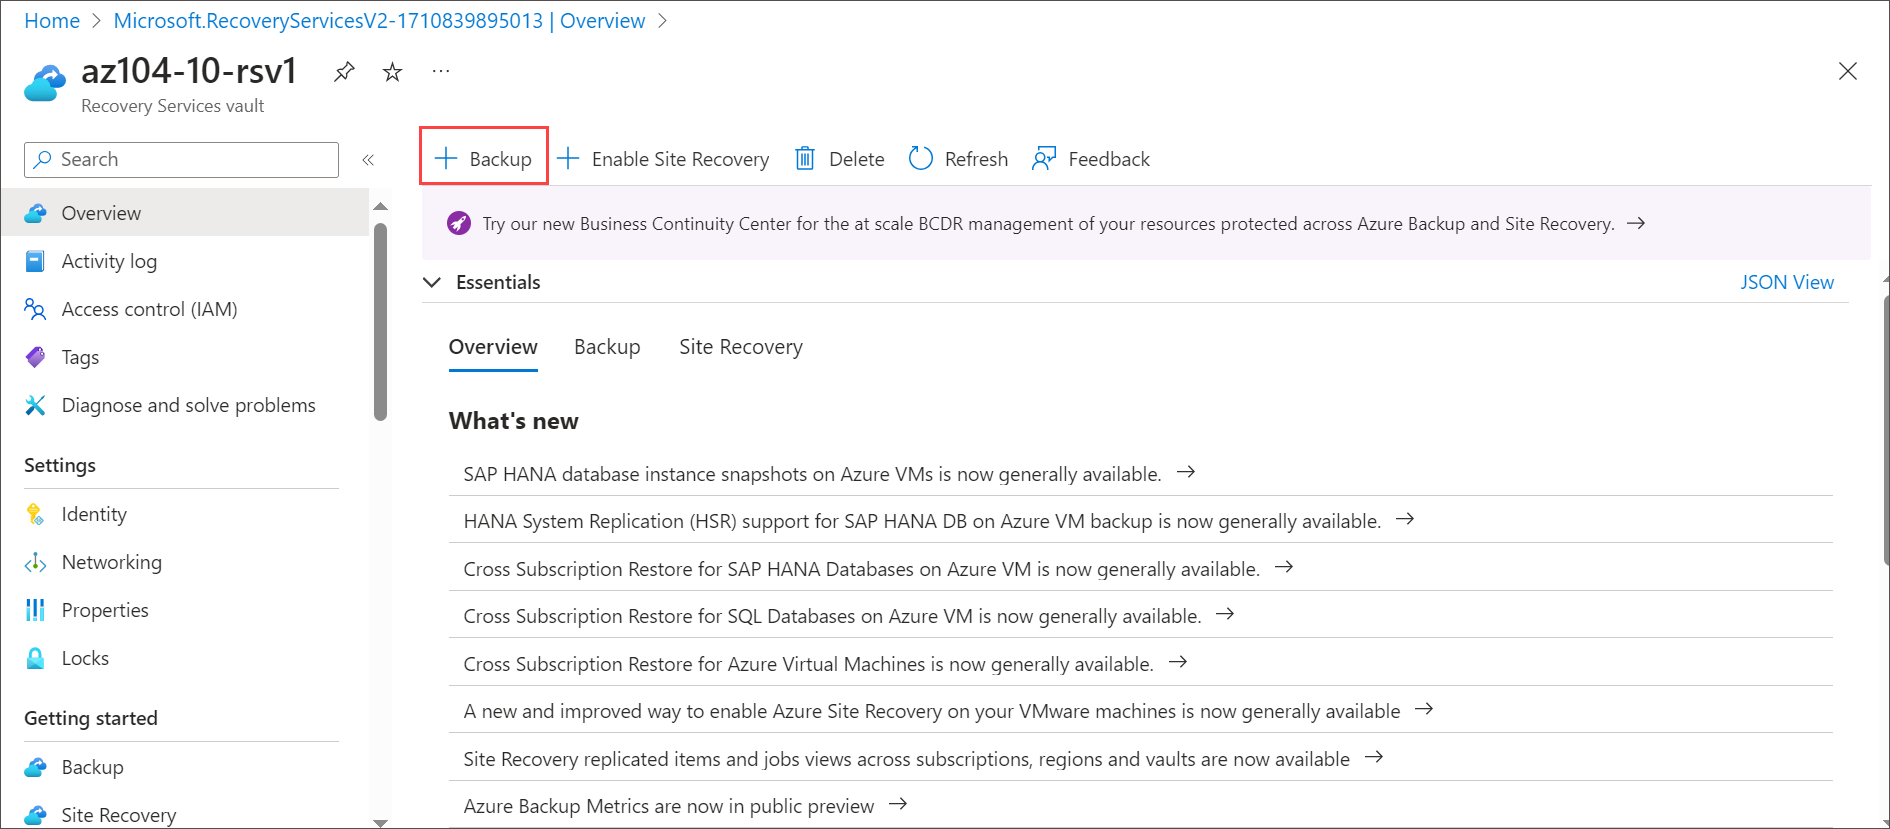 Home > Microsoft.RecoveryServicesV2-1710839895013 | Overview >
az104-10-rsv1
Recovery Services vault
Search
Overview
Activity log
Access control (IAM)
Tags
Diagnose and solve problems
Settings
Identity
Networking
Properties
Locks
Getting started
Backup
Site Recovery
Backup Enable Site Recovery Delete Refresh Feedback
Try our new Business Continuity Center for the at scale BCDR management of your resources protected across Azure Backup and Site Recovery. →
Essentials JSON View
Overview Backup Site Recovery
What's new
SAP HANA database instance snapshots on Azure VMs is now generally available. →
HANA System Replication (HSR) support for SAP HANA DB on Azure VM backup is now generally available. →
Cross Subscription Restore for SAP HANA Databases on Azure VM is now generally available. →
Cross Subscription Restore for SQL Databases on Azure VM is now generally available. →
Cross Subscription Restore for Azure Virtual Machines is now generally available. →
A new and improved way to enable Azure Site Recovery on your VMware machines is now generally available →
Site Recovery replicated items and jobs views across subscriptions, regions and vaults are now available →
Azure Backup Metrics are now in public preview →